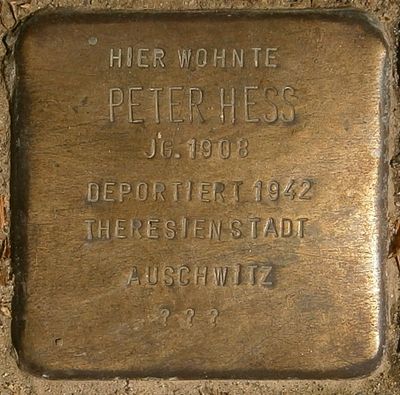 HIER WOHNTE
PETER HESS
JG. 1908
DEPORTIERT 1942
THERESIENSTADT
AUSCHWITZ
? ? ?